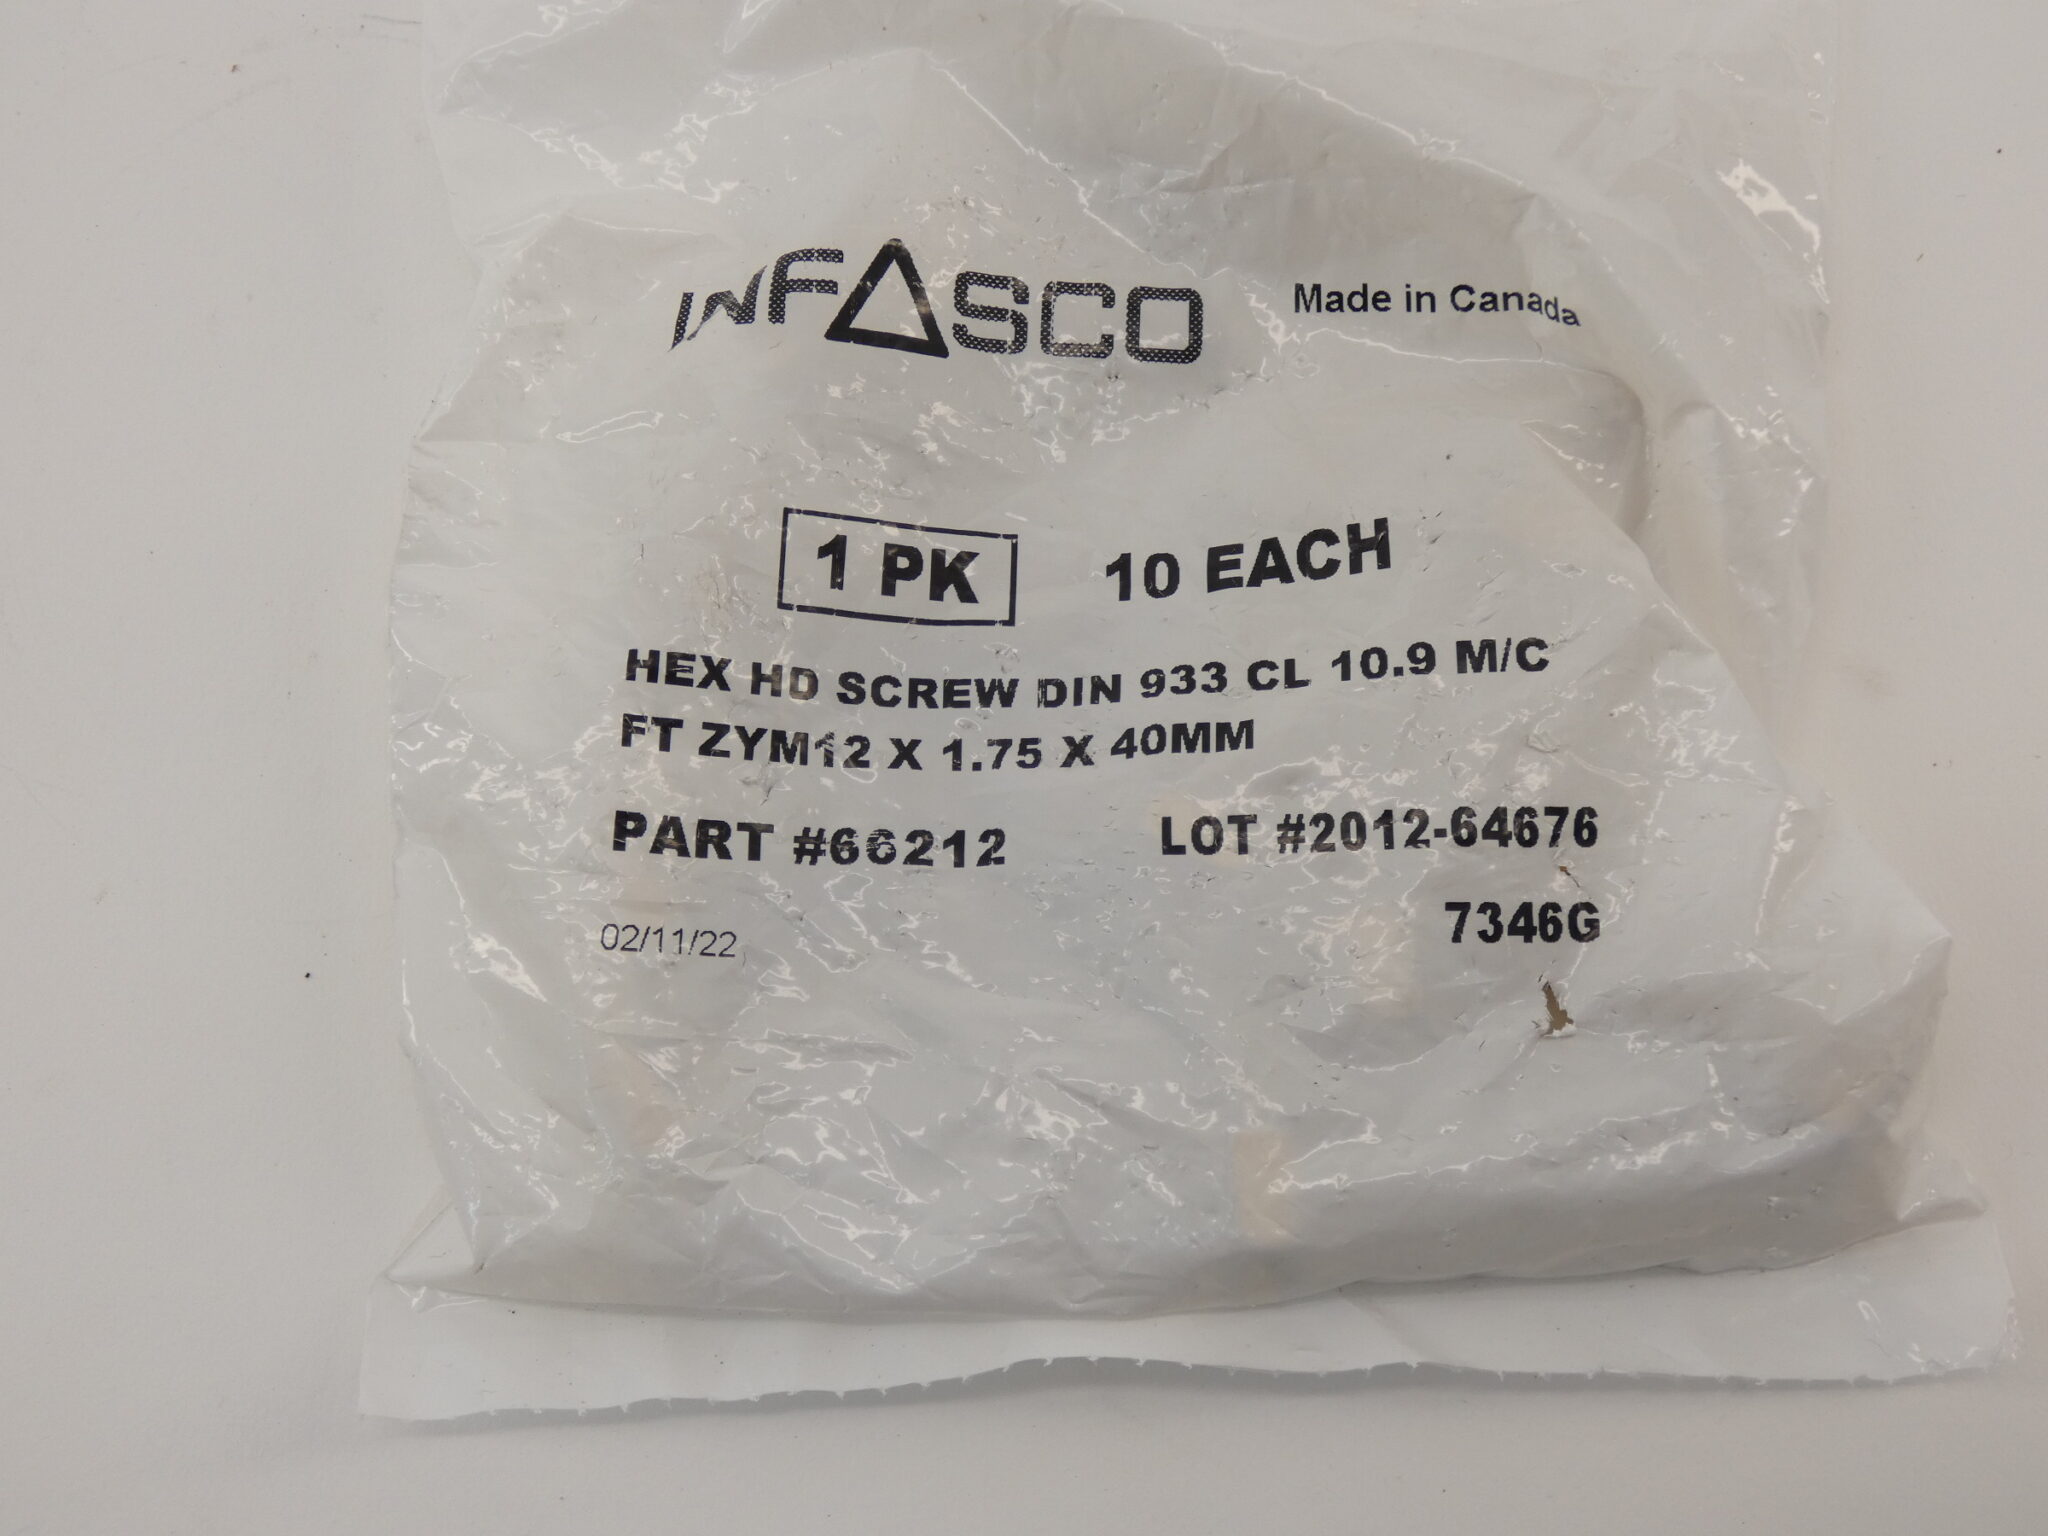 INFASCO Made in Canada
1 PK 10 EACH
HEX HD SCREW DIN 933 CL 10.9 M/C
FT ZYM12 X 1.75 X 40MM
PART #66212 LOT #2012-64676
7346G
02/11/22